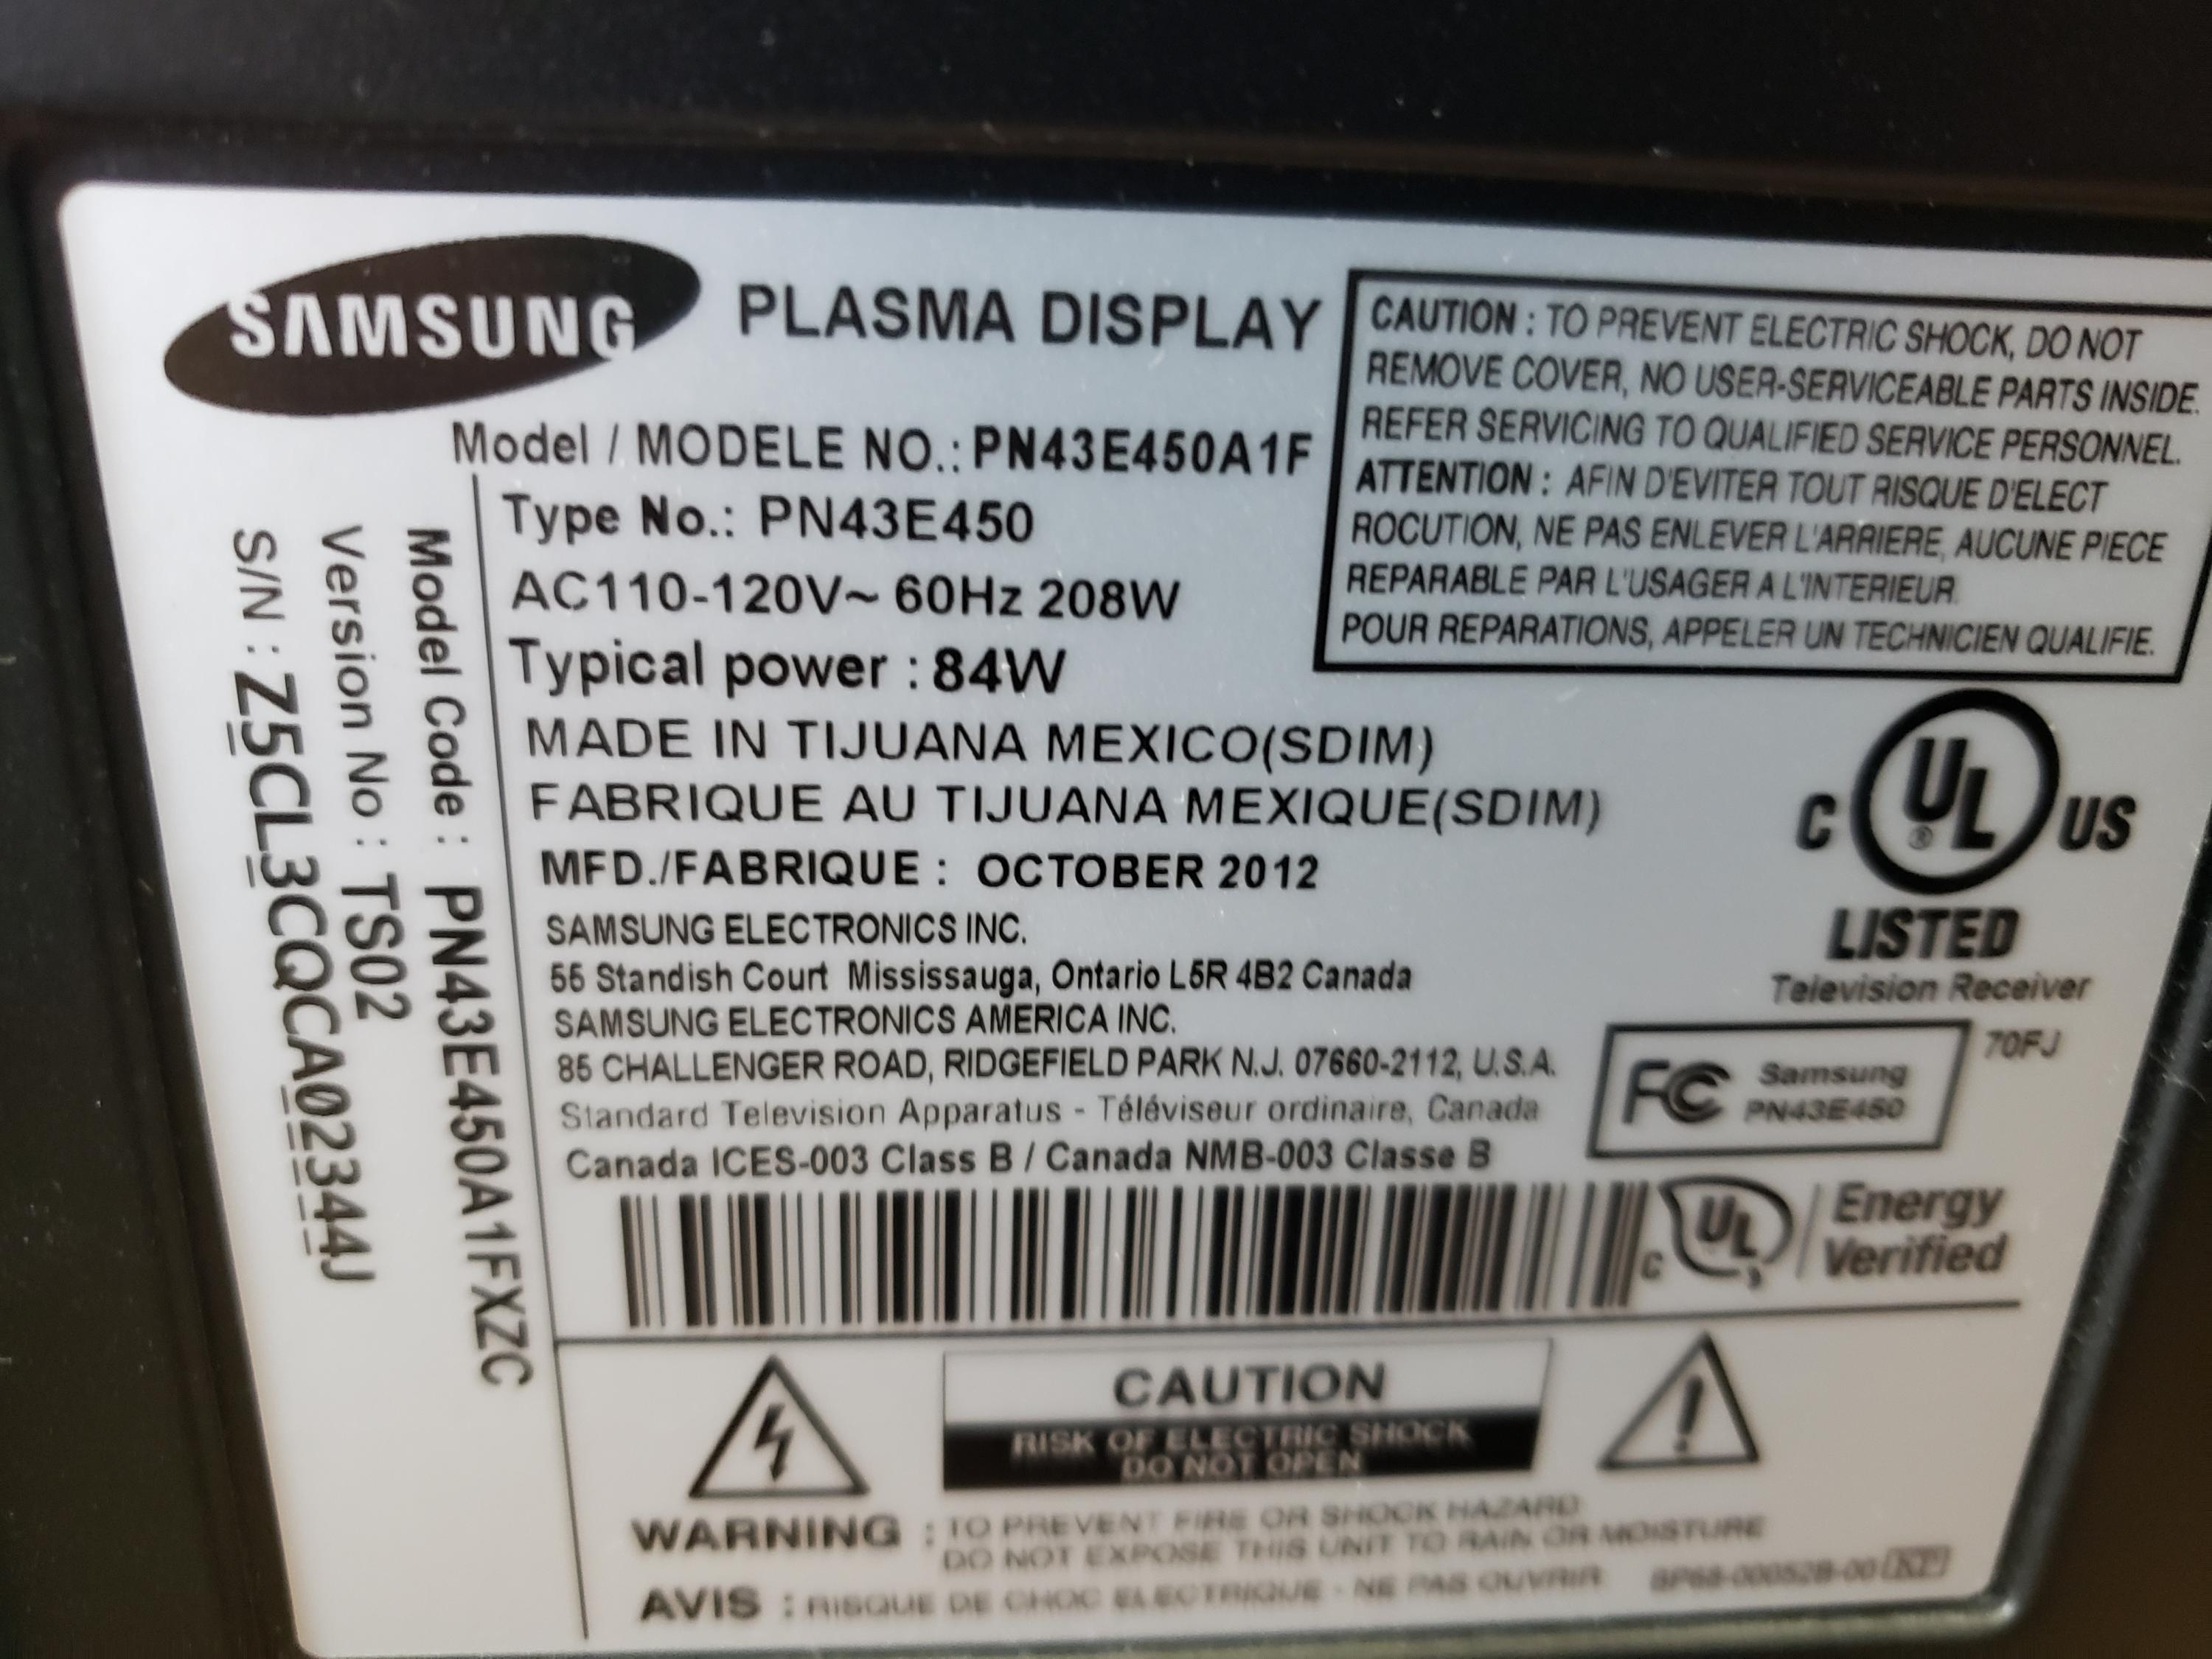 SAMSUNG
PLASMA DISPLAY
Model / MODELE NO.: PN43E450A1F
Type No.: PN43E450
AC110-120V~ 60Hz 208W
Typical power : 84W
MADE IN TIJUANA MEXICO(SDIM)
FABRIQUE AU TIJUANA MEXIQUE(SDIM)
MFD./FABRIQUE : OCTOBER 2012
SAMSUNG ELECTRONICS INC.
55 Standish Court Mississauga, Ontario L5R 4B2 Canada
SAMSUNG ELECTRONICS AMERICA INC.
85 CHALLENGER ROAD, RIDGEFIELD PARK N.J. 07660-2112, U.S.A.
Standard Television Apparatus - Téléviseur ordinaire, Canada
Canada ICES-003 Class B / Canada NMB-003 Classe B
Model Code : PN43E450A1FXZC
Version No : TS02
S/N : Z5CL3CQCA02344J
CAUTION : TO PREVENT ELECTRIC SHOCK, DO NOT
REMOVE COVER, NO USER-SERVICEABLE PARTS INSIDE.
REFER SERVICING TO QUALIFIED SERVICE PERSONNEL.
ATTENTION : AFIN D'EVITER TOUT RISQUE D'ELECT
ROCUTION, NE PAS ENLEVER L'ARRIERE, AUCUNE PIECE
REPARABLE PAR L'USAGER A L'INTERIEUR.
POUR REPARATIONS, APPELER UN TECHNICIEN QUALIFIE.
C UL ® US
LISTED
Television Receiver
70FJ
FC Samsung
PN43E450
C UL Energy
Verified
CAUTION
RISK OF ELECTRIC SHOCK
DO NOT OPEN
WARNING : TO PREVENT FIRE OR SHOCK HAZARD
DO NOT EXPOSE THIS UNIT TO RAIN OR MOISTURE
AVIS : RISQUE DE CHOC ELECTRIQUE - NE PAS OUVRIR